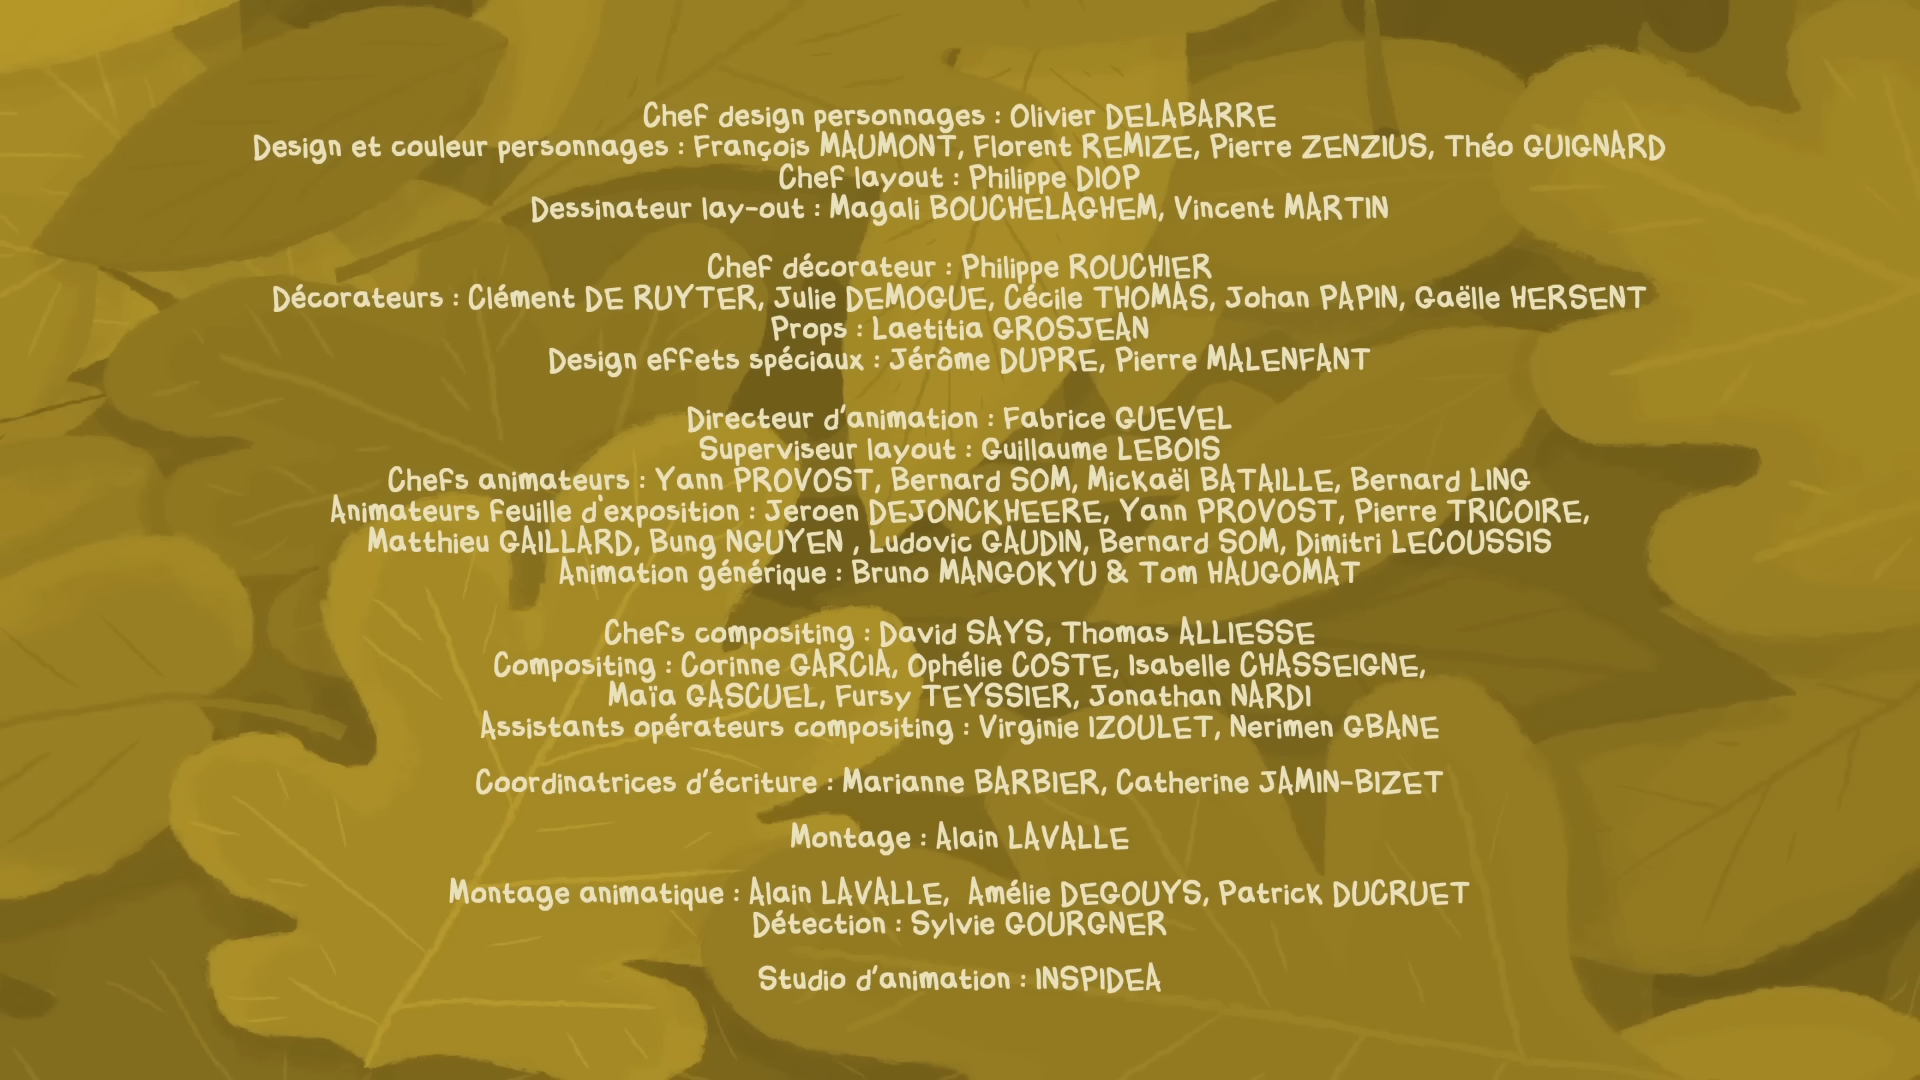 Chef design personnages : Olivier DELABARRE
Design et couleur personnages : François MAUMONT, Florent REMIZE, Pierre ZENZIUS, Théo GUIGNARD
Chef layout : Philippe DIOP
Dessinateur lay-out : Magali BOUCHELAGHEM, Vincent MARTIN
Chef décorateur : Philippe ROUCHIER
Décorateurs : Clément DE RUYTER, Julie DEMOGUE, Cécile THOMAS, Johan PAPIN, Gaëlle HERSENT
Props : Laetitia GROSJEAN
Design effets spéciaux : Jérôme DUPRE, Pierre MALENFANT
Directeur d'animation : Fabrice GUEVEL
Superviseur layout : Guillaume LEBOIS
Chefs animateurs : Yann PROVOST, Bernard SOM, Mickaël BATAILLE, Bernard LING
Animateurs feuille d'exposition : Jeroen DEJONCKHEERE, Yann PROVOST, Pierre TRICOIRE,
Matthieu GAILLARD, Bung NGUYEN , Ludovic GAUDIN, Bernard SOM, Dimitri LECOUSSIS
Animation générique : Bruno MANGOKYU & Tom HAUGOMAT
Chefs compositing : David SAYS, Thomas ALLIESSE
Compositing : Corinne GARCIA, Ophélie COSTE, Isabelle CHASSEIGNE,
Maïa GASCUEL, Fursy TEYSSIER, Jonathan NARDI
Assistants opérateurs compositing : Virginie IZOULET, Nerimen GBANE
Coordinatrices d'écriture : Marianne BARBIER, Catherine JAMIN-BIZET
Montage : Alain LAVALLE
Montage animatique : Alain LAVALLE, Amélie DEGOUYS, Patrick DUCRUET
Détection : Sylvie GOURGNER
Studio d'animation : INSPIDEA